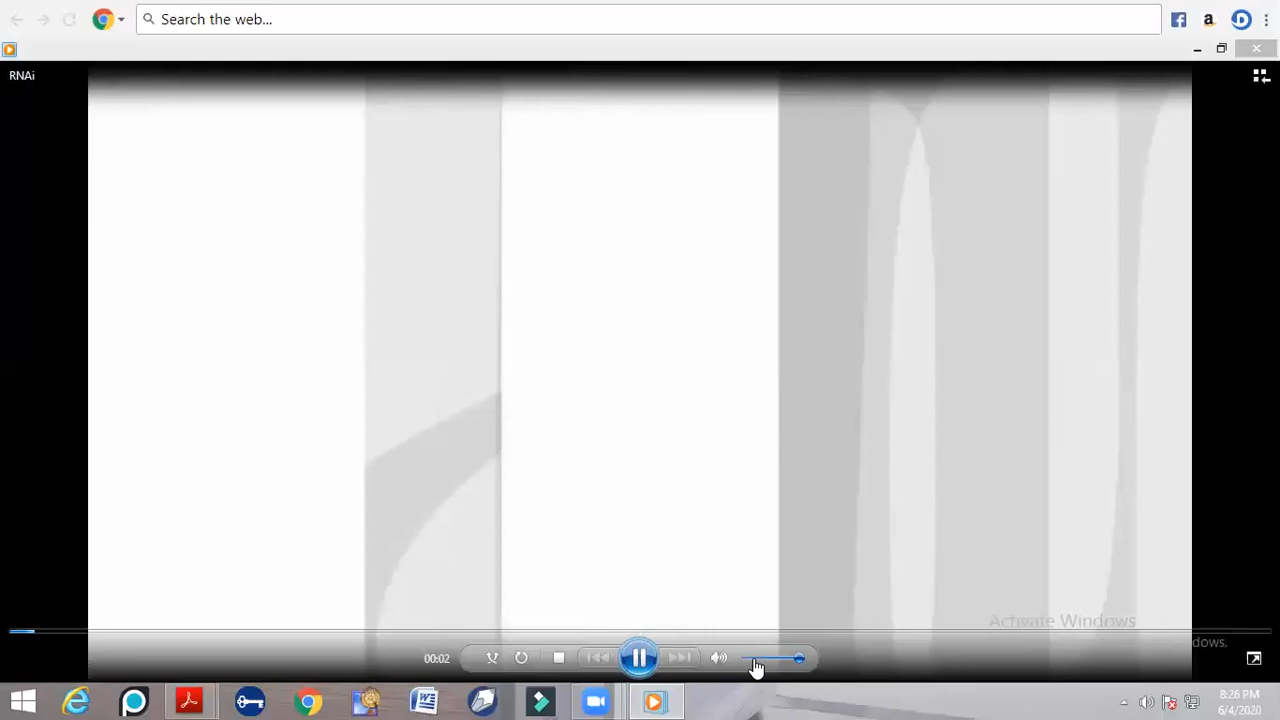 Search the web...
RNAi
Activate Windows
dows.
00:02
8:26 PM
6/4/2020